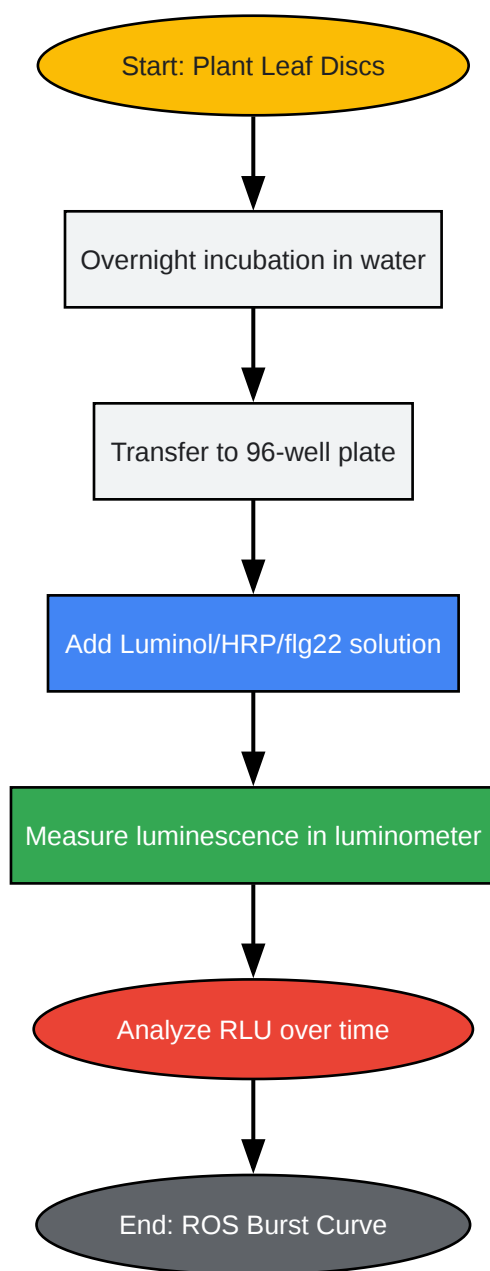 Start: Plant Leaf Discs
Overnight incubation in water
Transfer to 96-well plate
Add Luminol/HRP/flg22 solution
Measure luminescence in luminometer
Analyze RLU over time
End: ROS Burst Curve